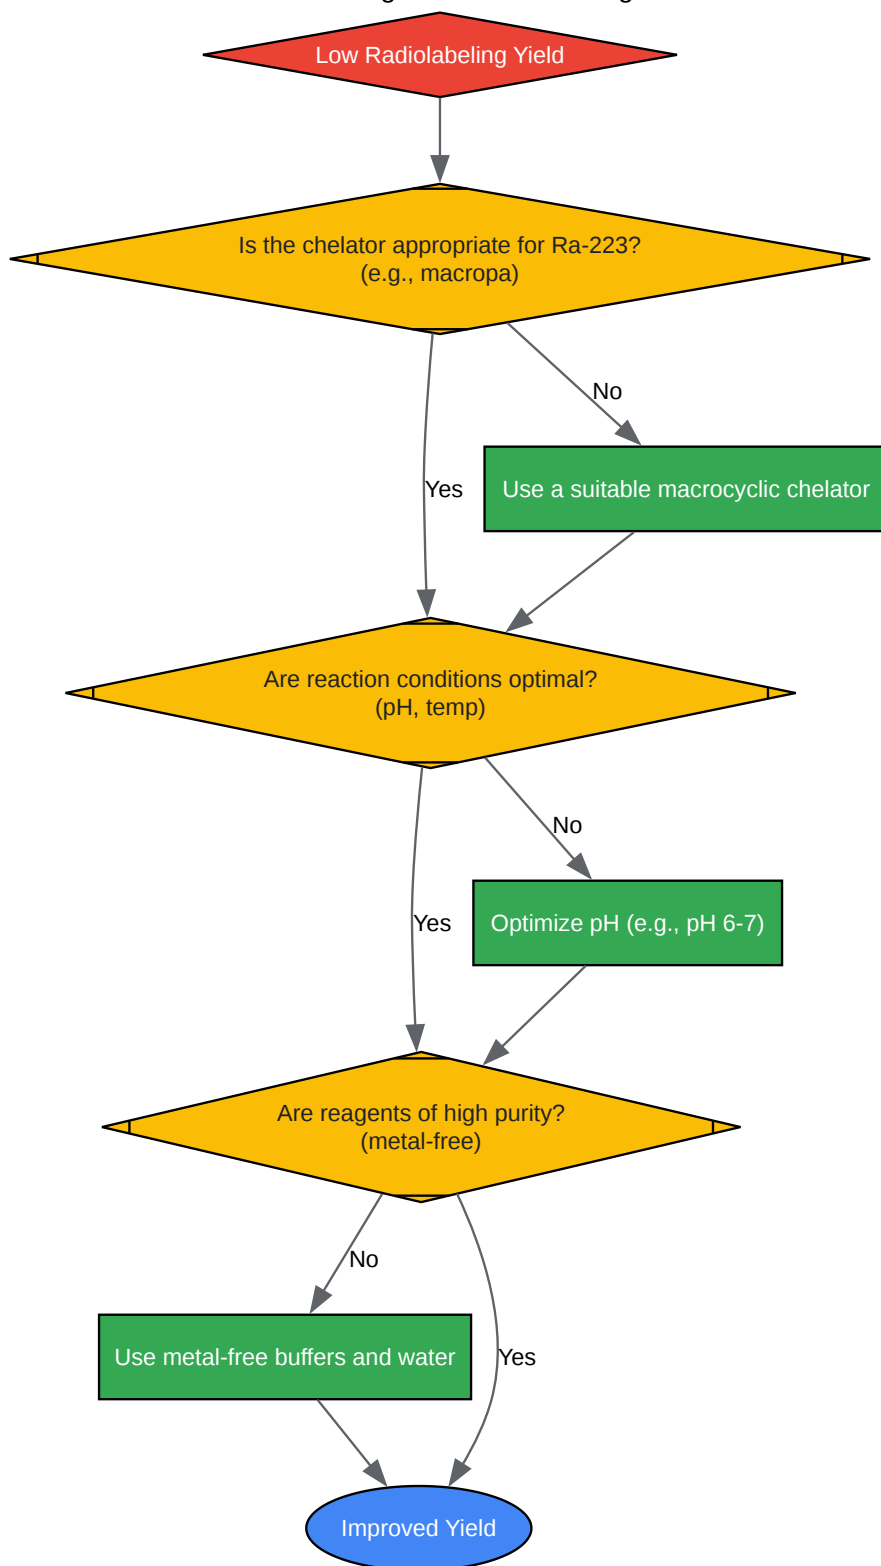 Low Radiolabeling Yield
Is the chelator appropriate for Ra-223?
(e.g., macropa)
No
Yes
Use a suitable macrocyclic chelator
Are reaction conditions optimal?
(pH, temp)
No
Yes
Optimize pH (e.g., pH 6-7)
Are reagents of high purity?
(metal-free)
No
Use metal-free buffers and water
Yes
Improved Yield